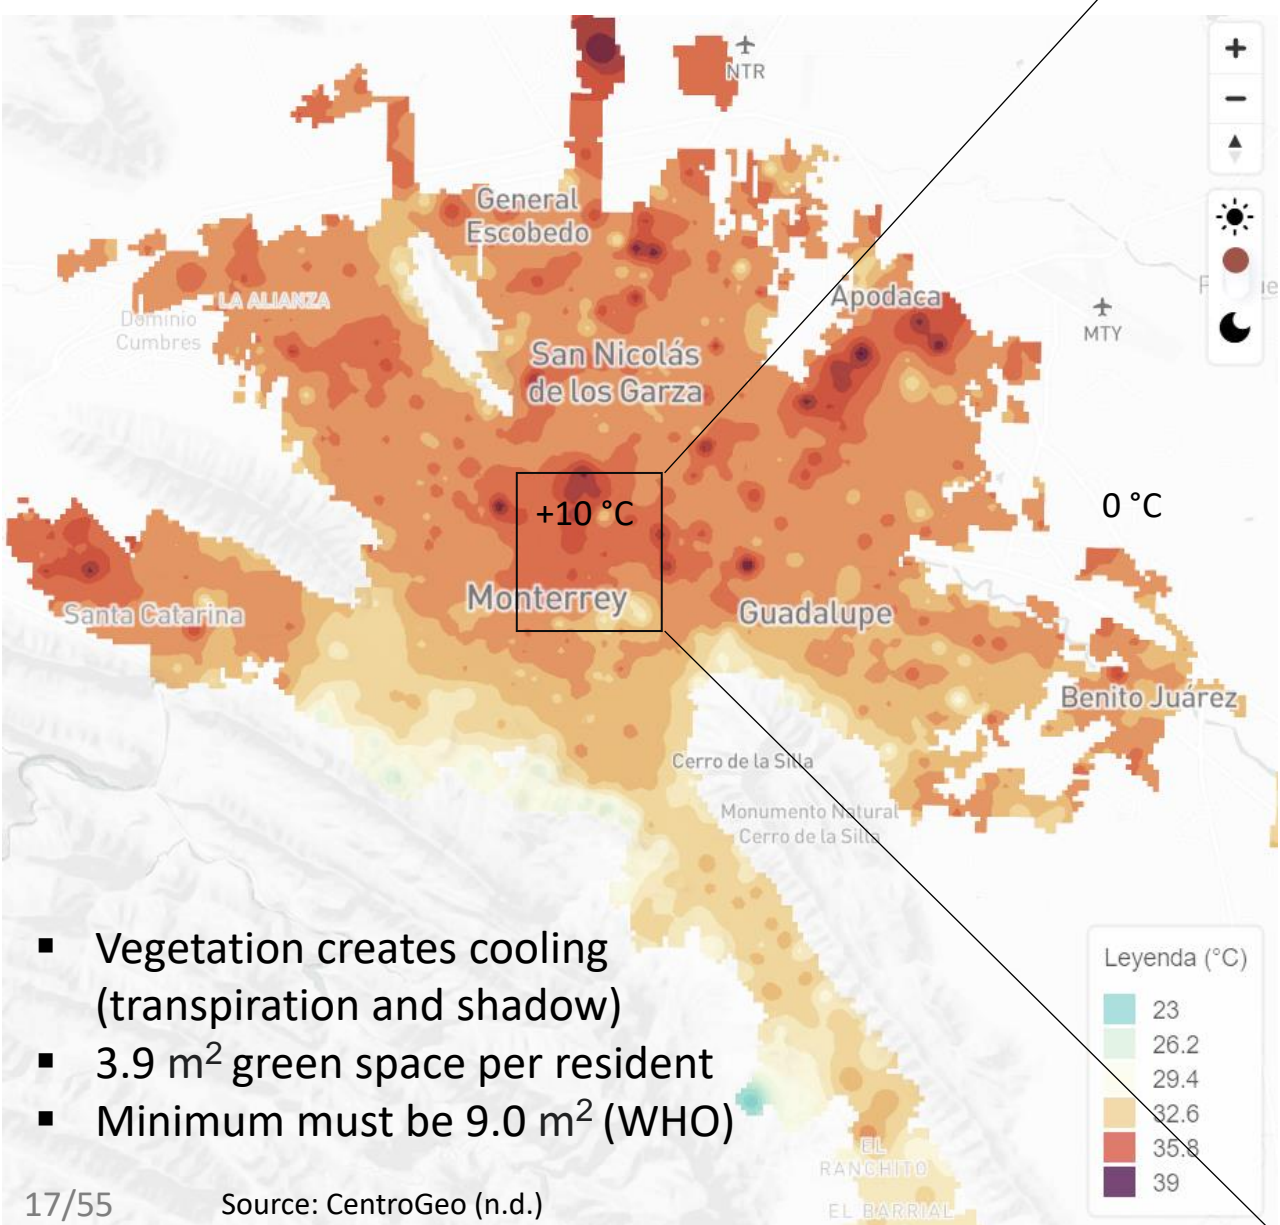 NTR
General
Escobedo
LA ALIANZA
Dominio
Cumbres
Apodaca
MTY
San Nicolás
de los Garza
+10 °C
0 °C
Monterrey
Santa Catarina
Guadalupe
Benito Juárez
Cerro de la Silla
Monumento Natural
Cerro de la Silla
▪ Vegetation creates cooling
(transpiration and shadow)
▪ 3.9 m² green space per resident
▪ Minimum must be 9.0 m² (WHO)
Leyenda (°C)
23
26.2
29.4
32.6
35.8
39
EL
RANCHITO
EL BARRIAL
17/55
Source: CentroGeo (n.d.)